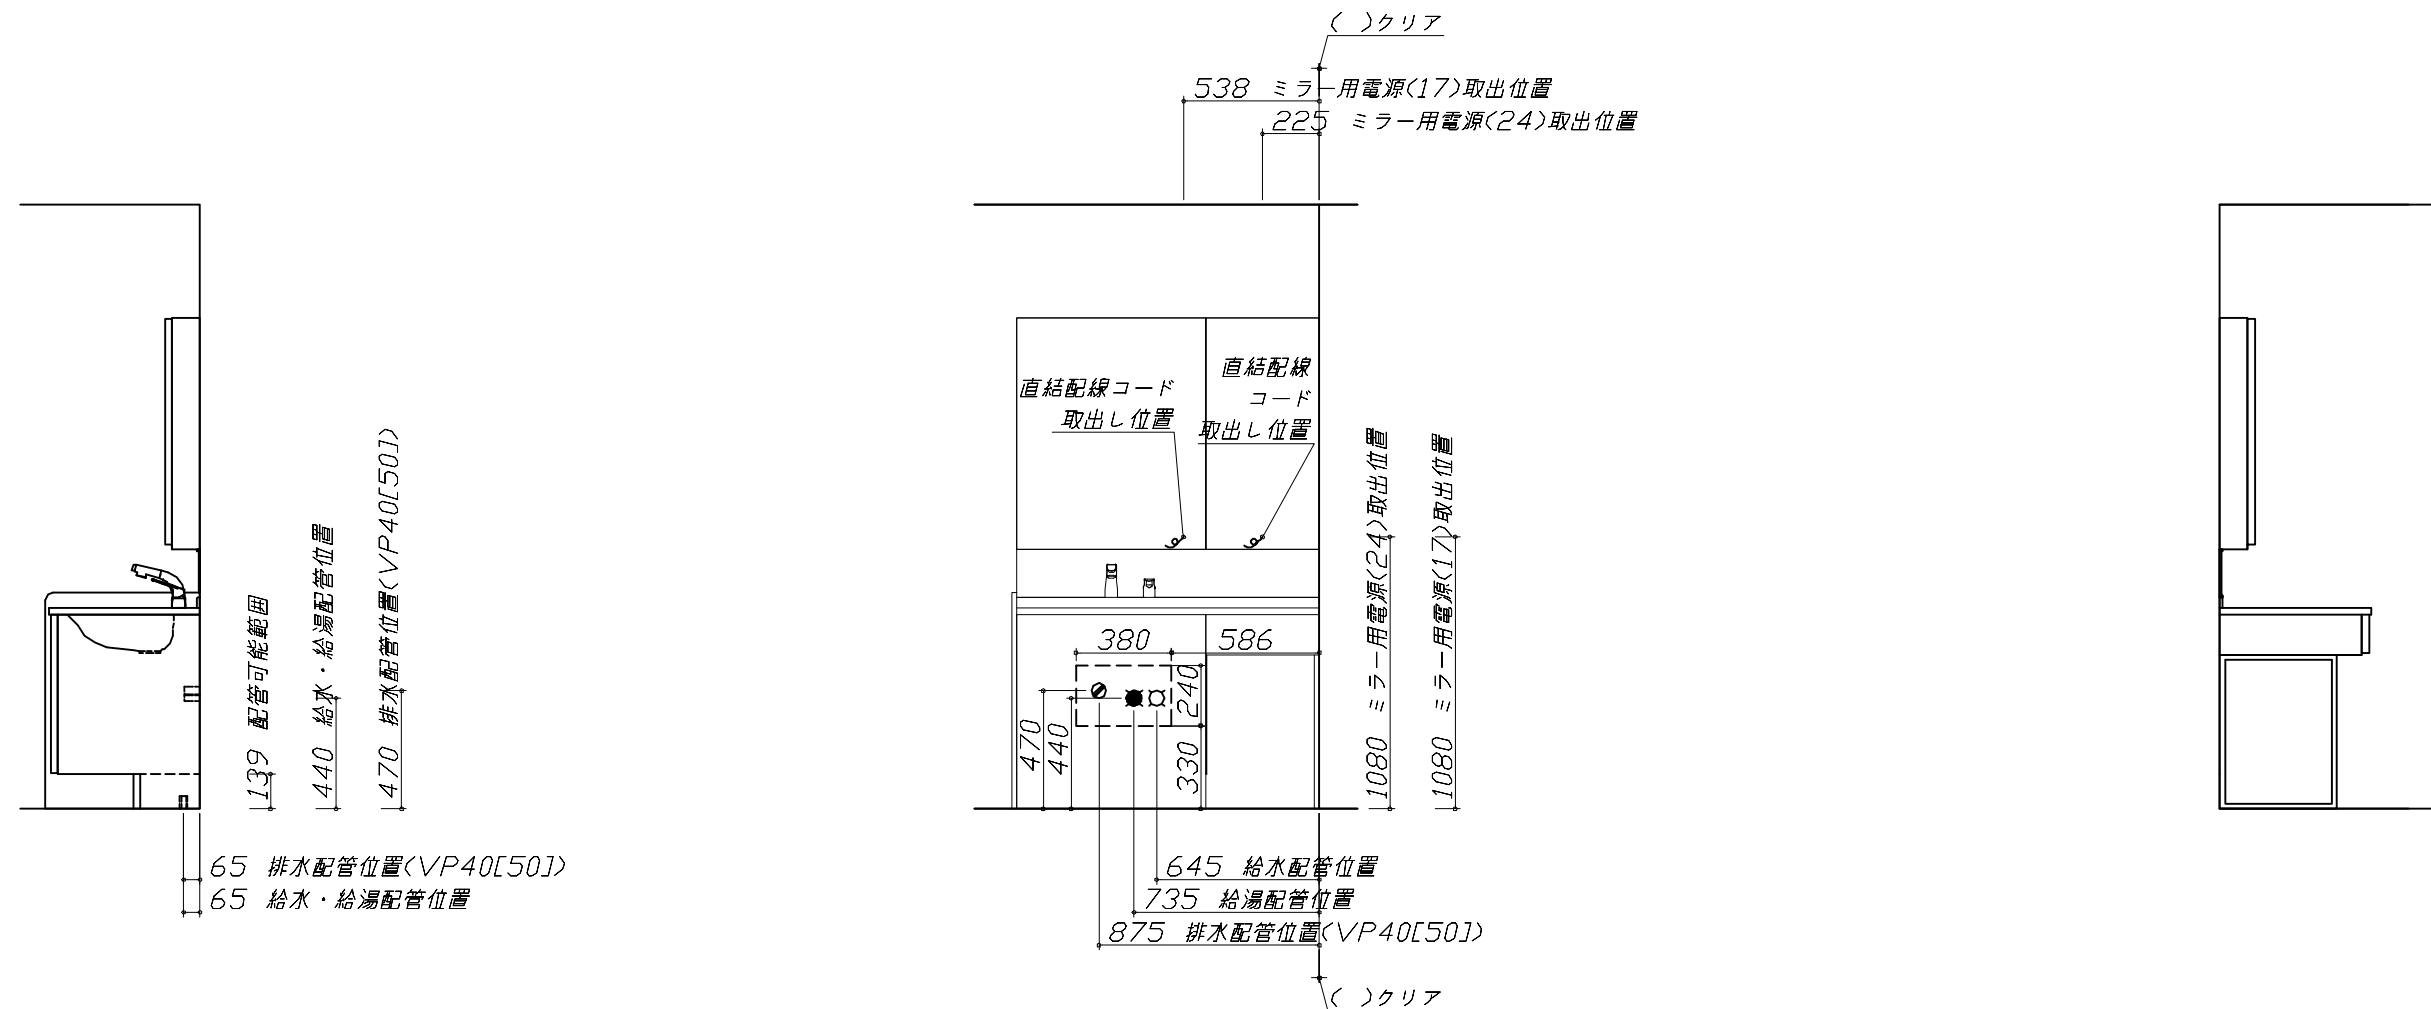 ( )クリア
538 ミラー用電源(17)取出位置
225 ミラー用電源(24)取出位置
直結配線コード
取出し位置
直結配線
コード
取出し位置
139 配管可能範囲
440 給水・給湯配管位置
470 排水配管位置(VP40[50])
380
586
240
330
470
440
1080 ミラー用電源(24)取出位置
1080 ミラー用電源(17)取出位置
65 排水配管位置(VP40[50])
65 給水・給湯配管位置
645 給水配管位置
735 給湯配管位置
875 排水配管位置(VP40[50])
( )クリア